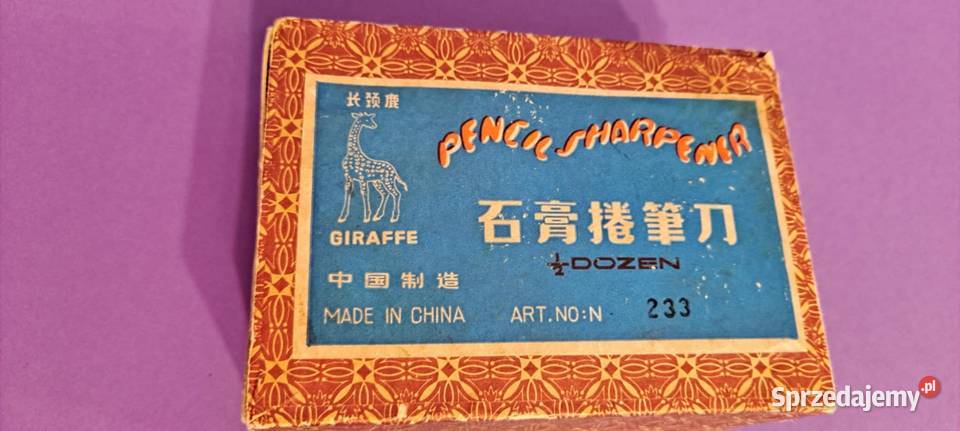 长颈鹿
GIRAFFE
PENCIL SHARPENER
石膏捲筆刀
½ DOZEN
中国制造
MADE IN CHINA ART.NO:N 233
Sprzedajemy.pl